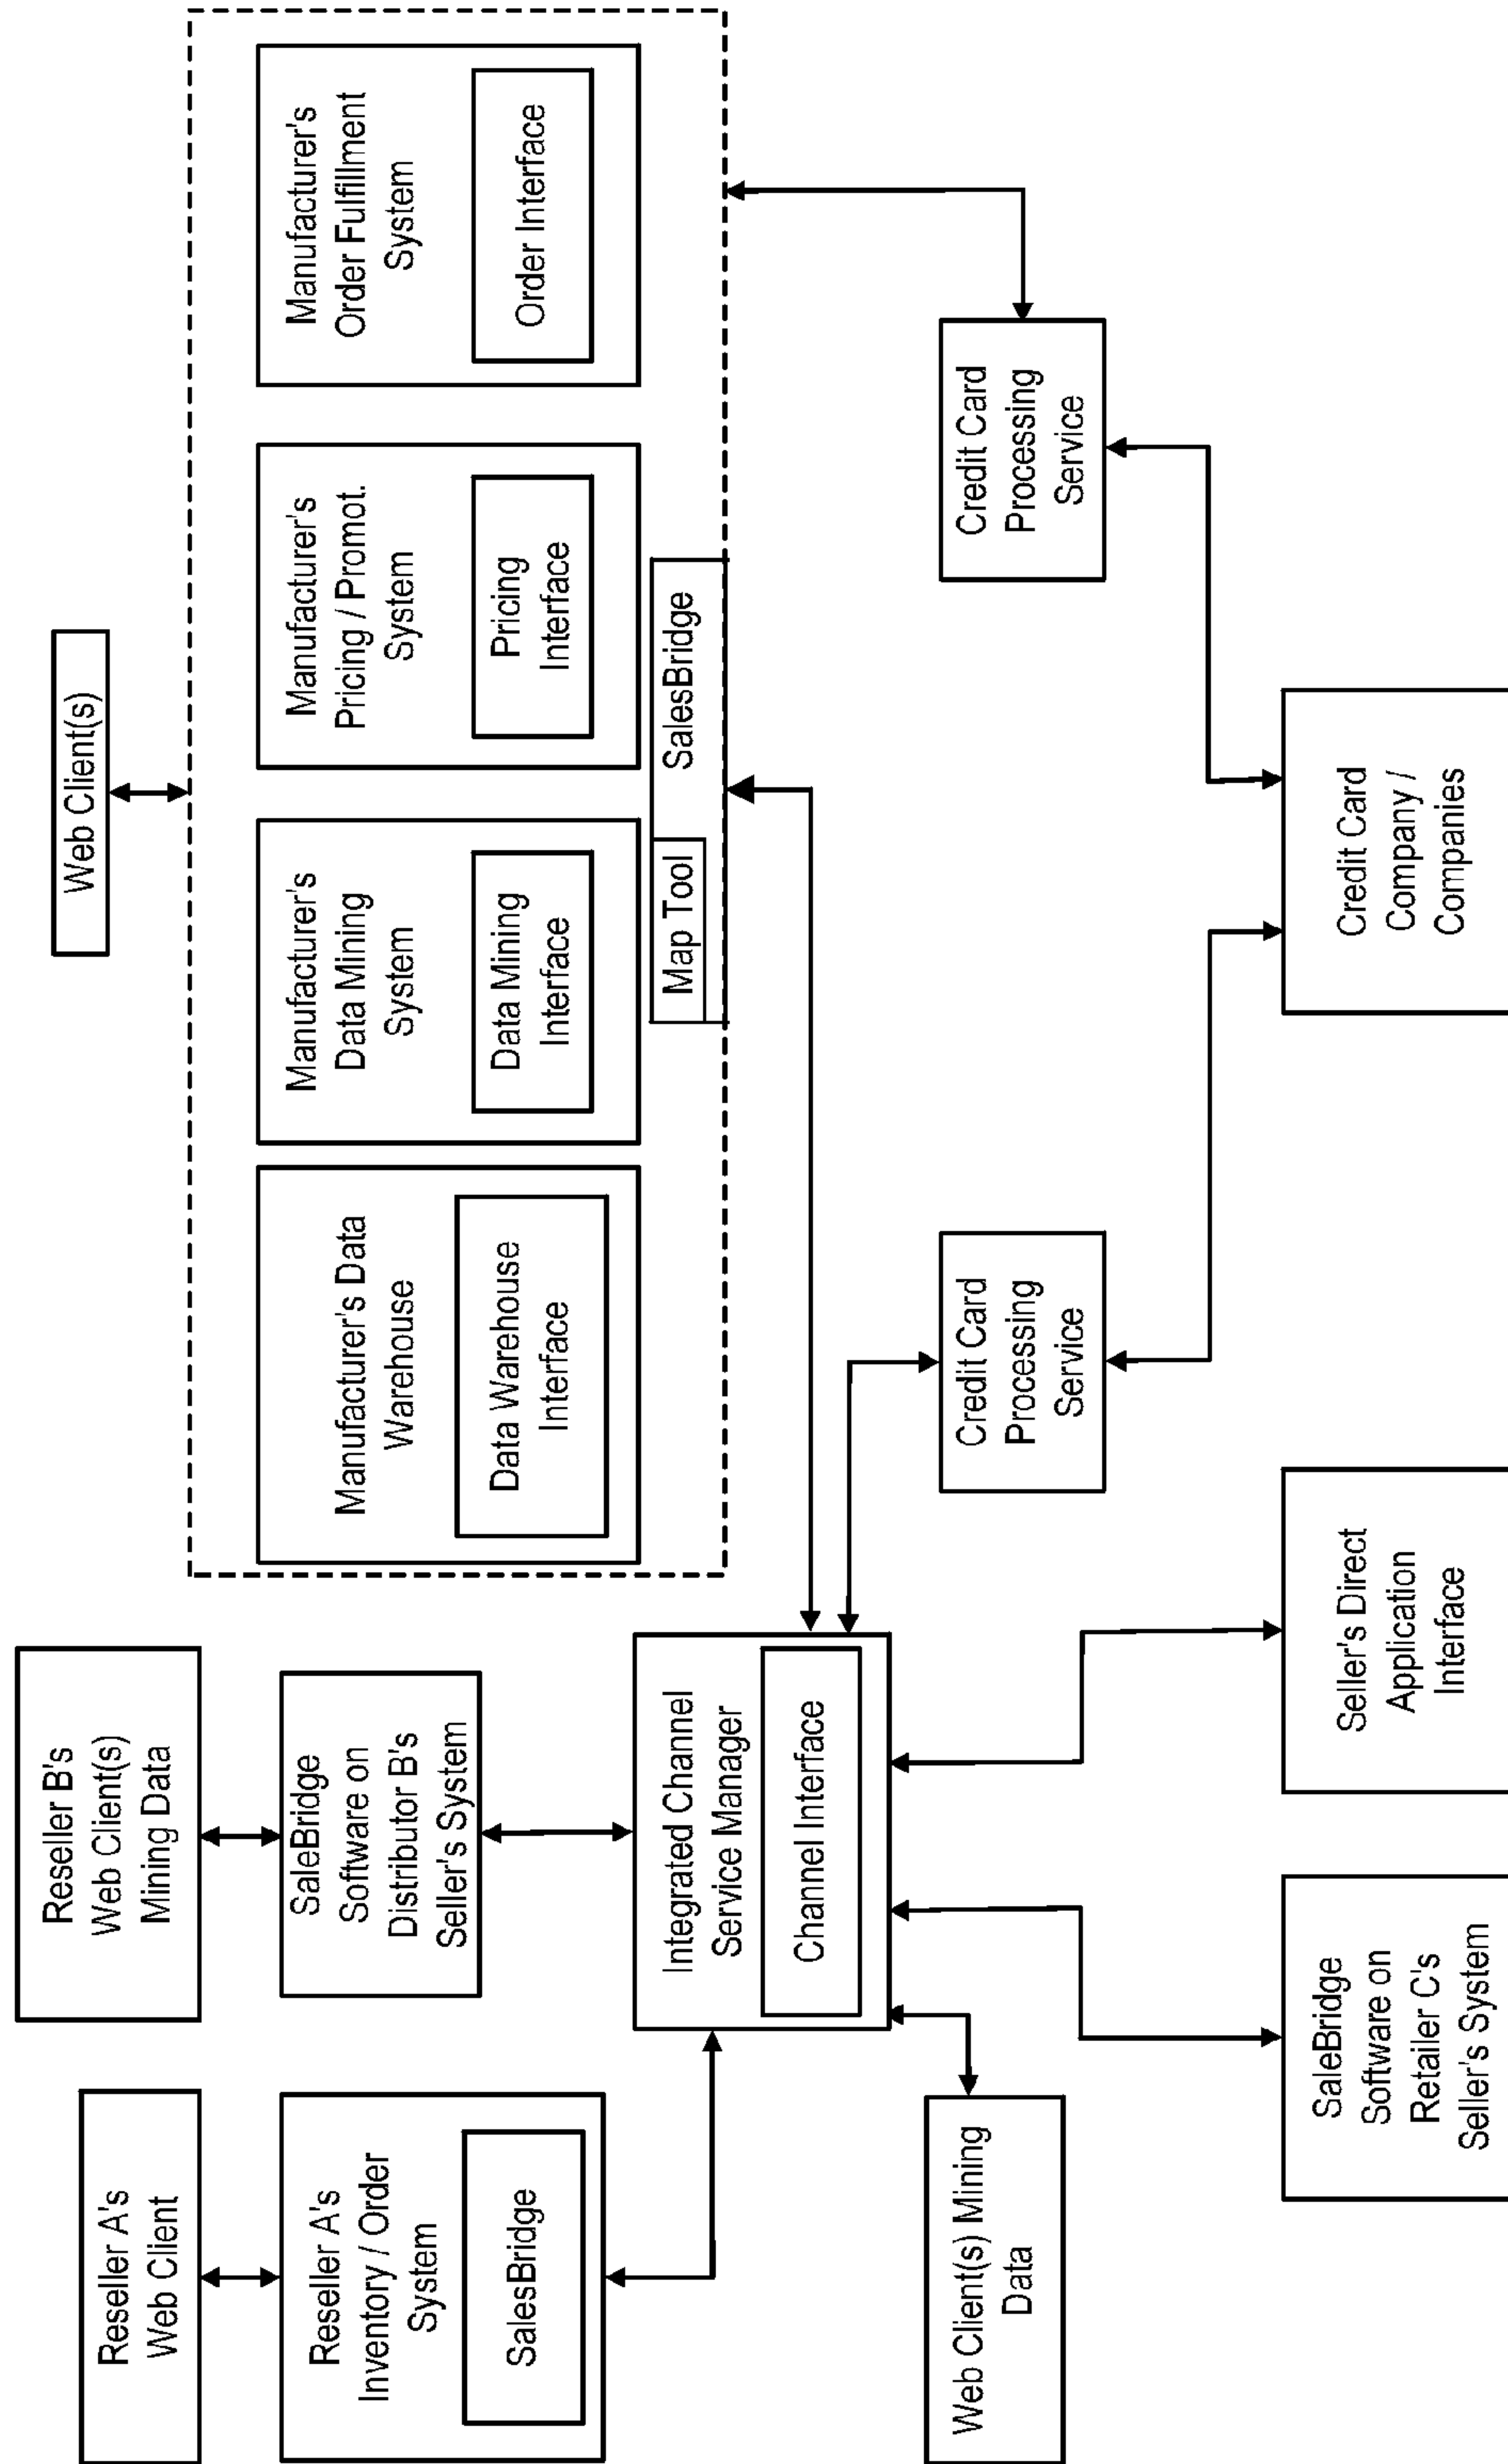 Reseller A's
Web Client
Reseller B's
Web Client(s)
Mining Data
Web Client(s)
Reseller A's
Inventory / Order
System
SalesBridge
SaleBridge
Software on
Distributor B's
Seller's System
Manufacturer's Data
Warehouse
Data Warehouse
Interface
Manufacturer's
Data Mining
System
Data Mining
Interface
Manufacturer's
Pricing / Promot.
System
Pricing
Interface
Manufacturer's
Order Fulfillment
System
Order Interface
Map Tool
SalesBridge
Integrated Channel
Service Manager
Channel Interface
Web Client(s) Mining
Data
Credit Card
Processing
Service
Credit Card
Processing
Service
SaleBridge
Software on
Retailer C's
Seller's System
Seller's Direct
Application
Interface
Credit Card
Company /
Companies